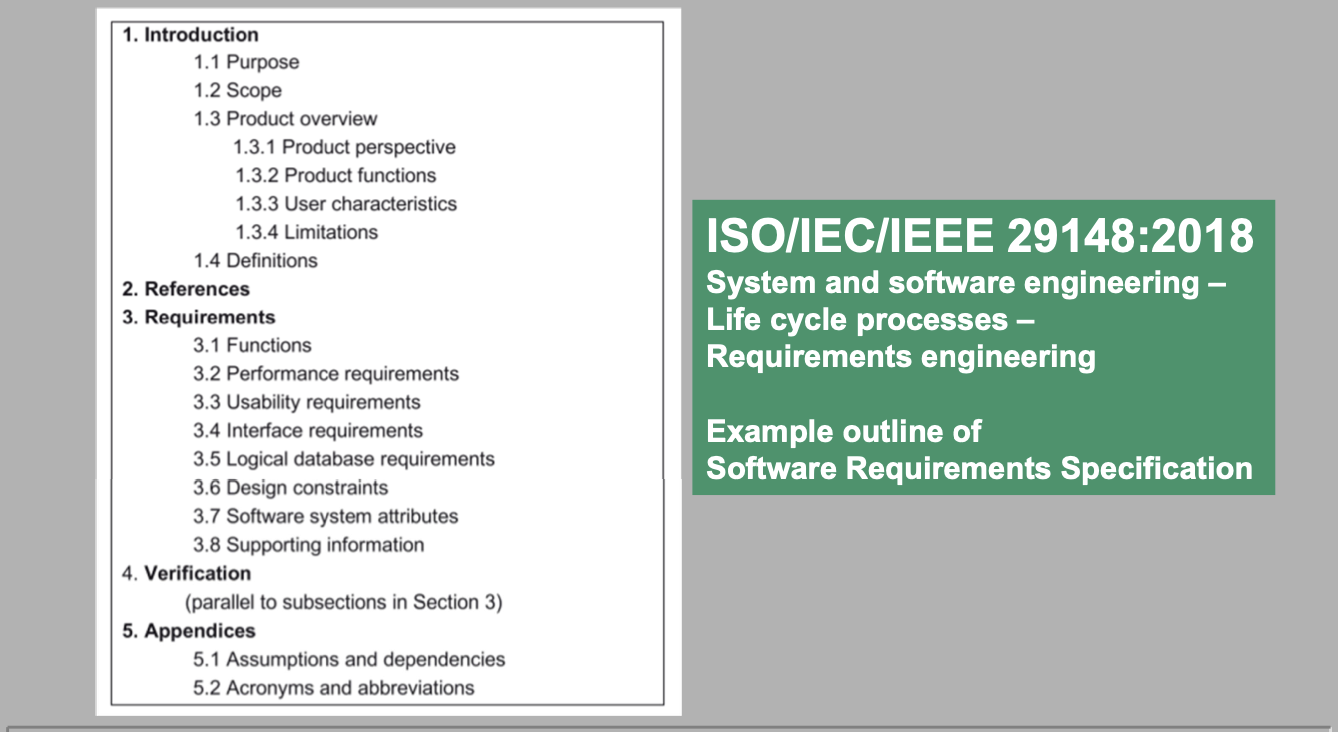 1. Introduction
1.1 Purpose
1.2 Scope
1.3 Product overview
1.3.1 Product perspective
1.3.2 Product functions
1.3.3 User characteristics
1.3.4 Limitations
1.4 Definitions
2. References
3. Requirements
3.1 Functions
3.2 Performance requirements
3.3 Usability requirements
3.4 Interface requirements
3.5 Logical database requirements
3.6 Design constraints
3.7 Software system attributes
3.8 Supporting information
4. Verification
(parallel to subsections in Section 3)
5. Appendices
5.1 Assumptions and dependencies
5.2 Acronyms and abbreviations
ISO/IEC/IEEE 29148:2018
System and software engineering –
Life cycle processes –
Requirements engineering
Example outline of
Software Requirements Specification